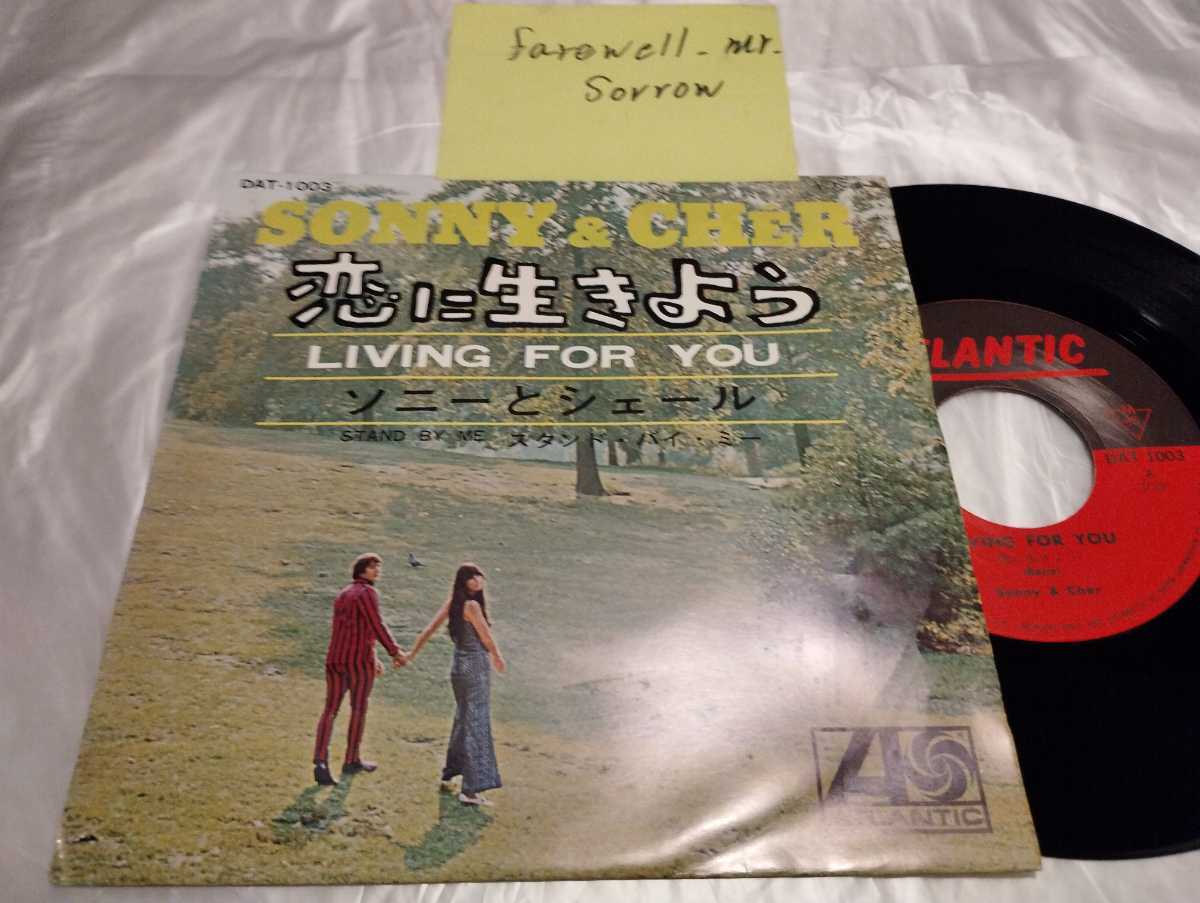 farewell - mr.
Sorrow
DAT-1003
SONNY & CHER
恋に生きよう
LIVING FOR YOU
ソニーとシェール
STAND BY ME スタンド・バイ・ミー
ATLANTIC
LANTIC
DAT 1003
A
ING FOR YOU
Sonny & Cher